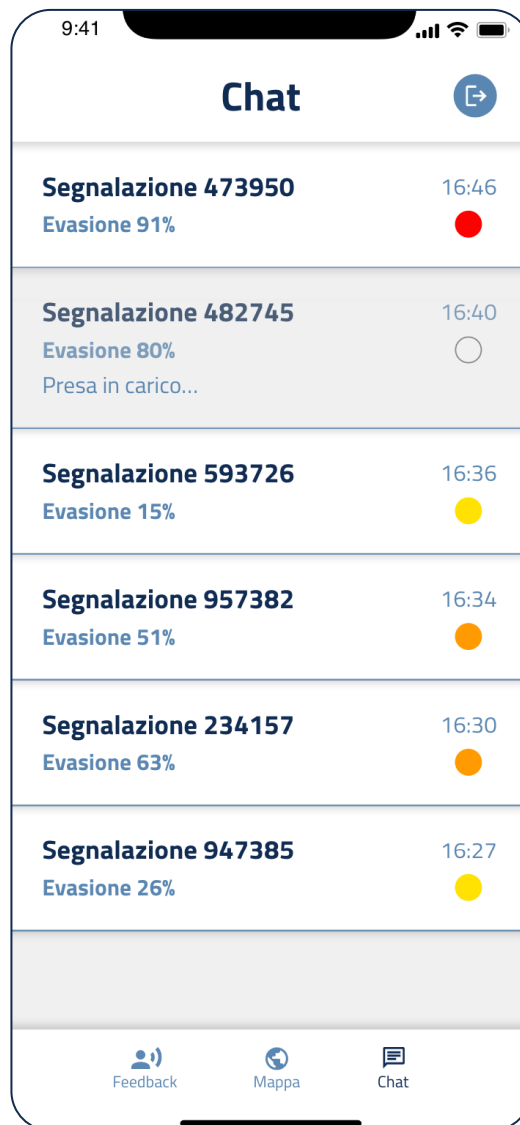 9:41
Chat
Segnalazione 473950 16:46
Evasione 91%
Segnalazione 482745 16:40
Evasione 80%
Presa in carico...
Segnalazione 593726 16:36
Evasione 15%
Segnalazione 957382 16:34
Evasione 51%
Segnalazione 234157 16:30
Evasione 63%
Segnalazione 947385 16:27
Evasione 26%
Feedback Mappa Chat